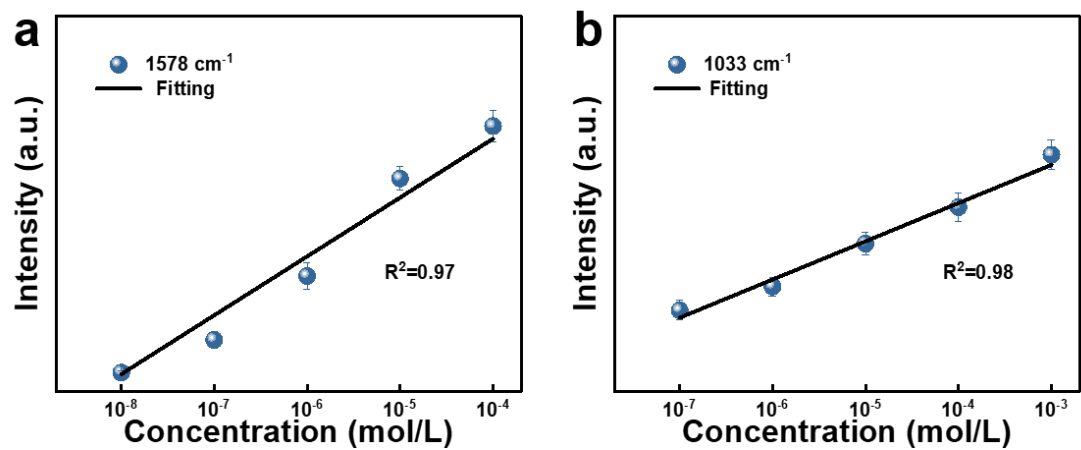 a
1578 cm⁻¹
Fitting
R²=0.97
Intensity (a.u.)
10⁻⁸ 10⁻⁷ 10⁻⁶ 10⁻⁵ 10⁻⁴
Concentration (mol/L)
b
1033 cm⁻¹
Fitting
R²=0.98
Intensity (a.u.)
10⁻⁷ 10⁻⁶ 10⁻⁵ 10⁻⁴ 10⁻³
Concentration (mol/L)